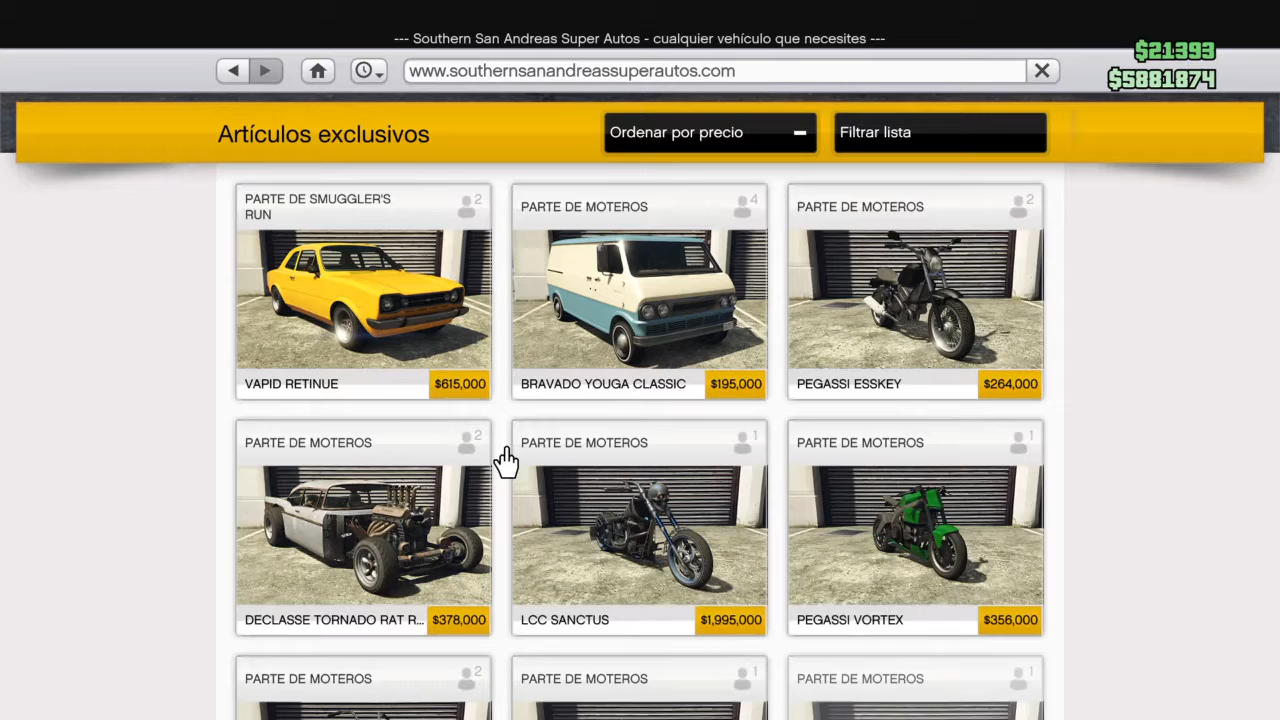 --- Southern San Andreas Super Autos - cualquier vehículo que necesites ---
$21393
www.southernsanandreassuperautos.com
$5881874
Artículos exclusivos
Ordenar por precio
Filtrar lista
PARTE DE SMUGGLER'S
RUN
2
PARTE DE MOTEROS
4
PARTE DE MOTEROS
2
VAPID RETINUE
$615,000
BRAVADO YOUGA CLASSIC
$195,000
PEGASSI ESSKEY
$264,000
PARTE DE MOTEROS
2
PARTE DE MOTEROS
1
PARTE DE MOTEROS
1
DECLASSE TORNADO RAT R...
$378,000
LCC SANCTUS
$1,995,000
PEGASSI VORTEX
$356,000
PARTE DE MOTEROS
2
PARTE DE MOTEROS
1
PARTE DE MOTEROS
1